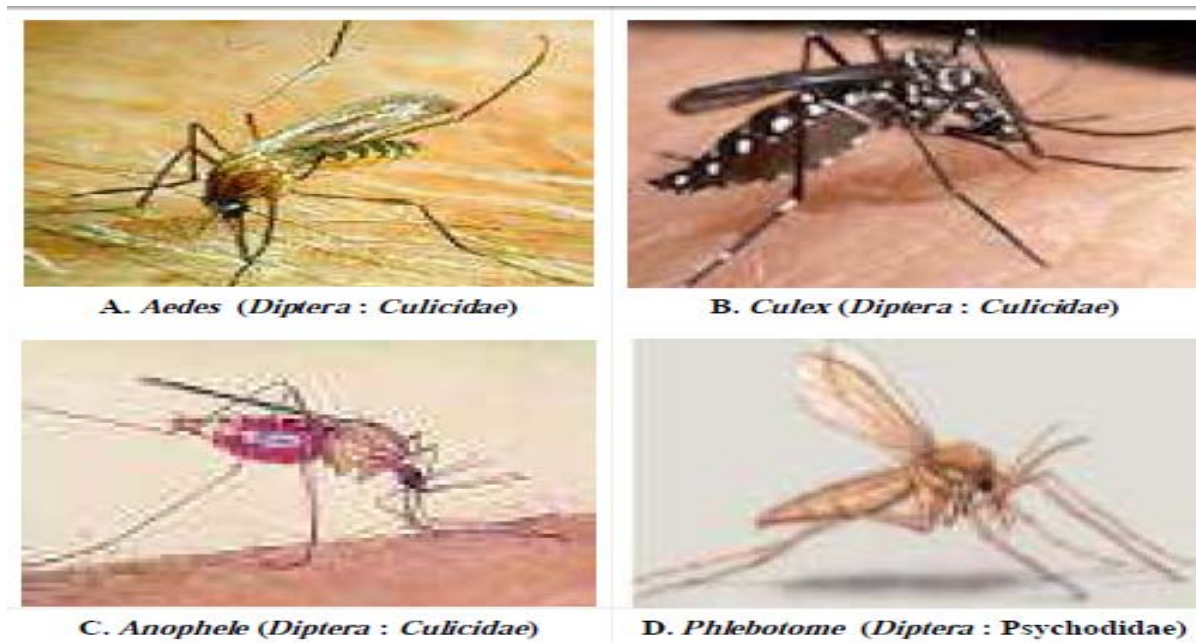 A. Aedes (Diptera : Culicidae)
B. Culex (Diptera : Culicidae)
C. Anophele (Diptera : Culicidae)
D. Phlebotome (Diptera : Psychodidae)